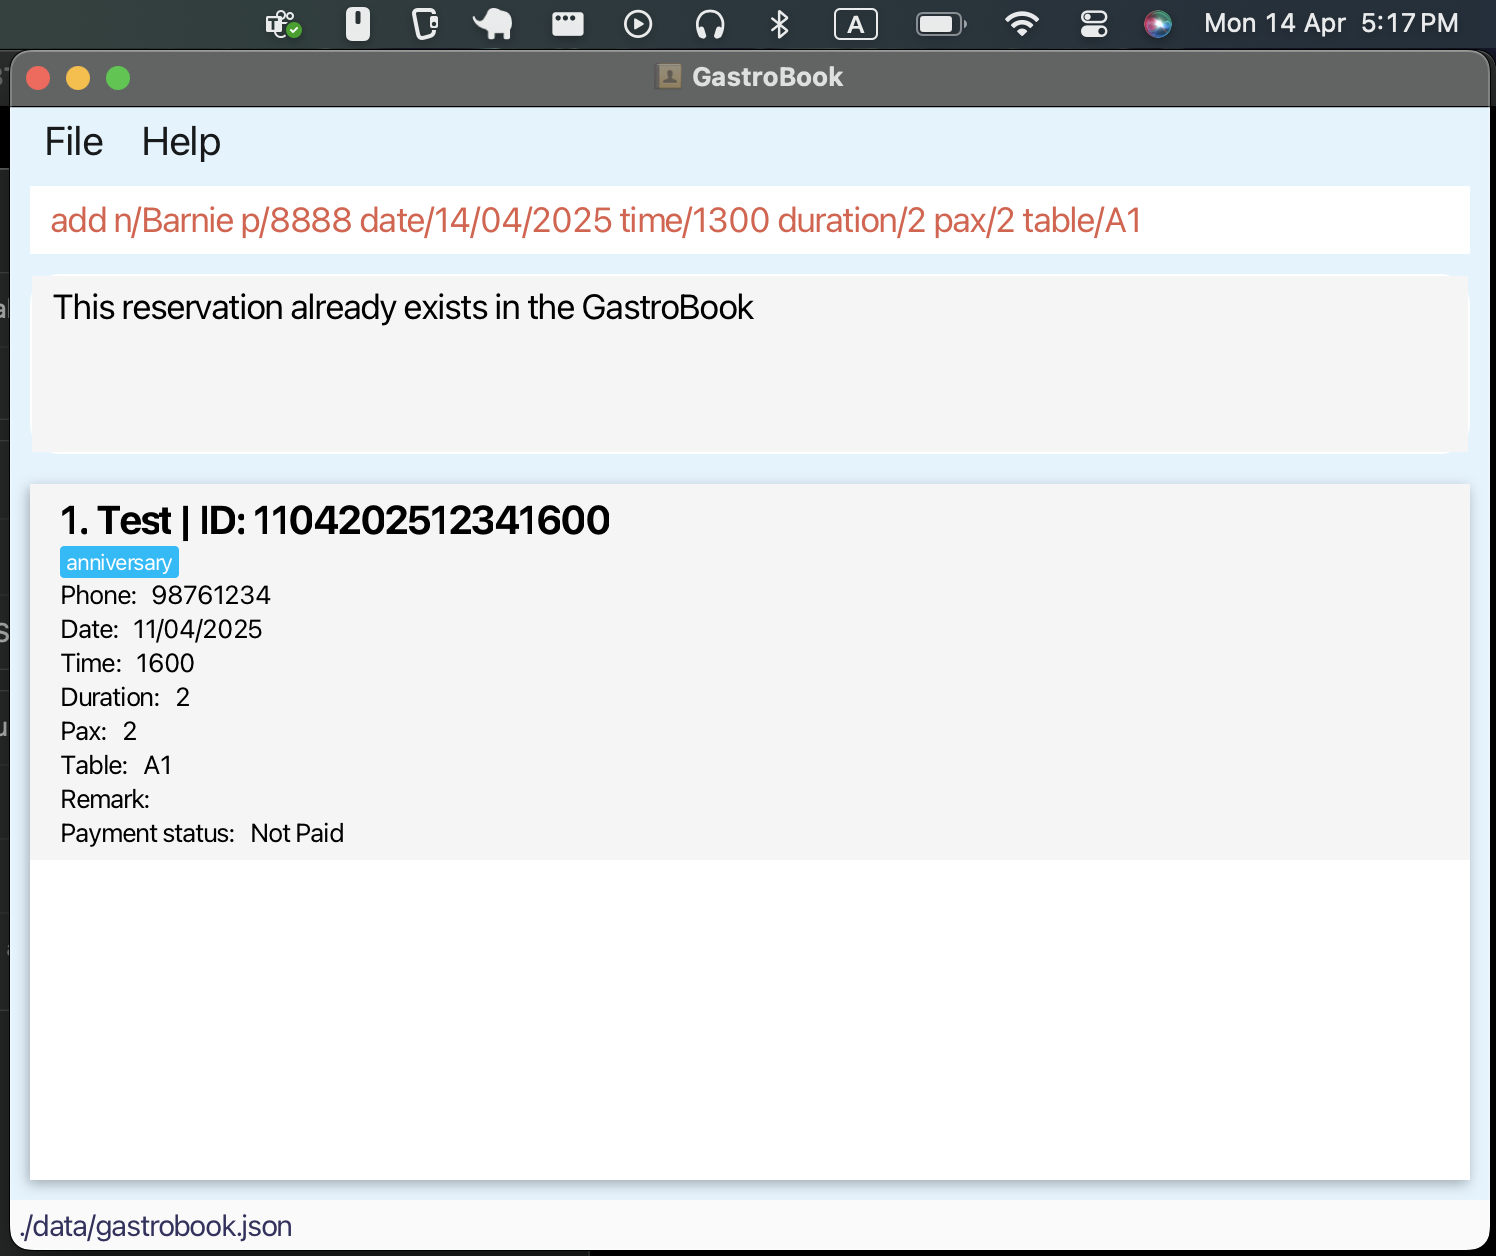 A Mon 14 Apr 5:17 PM
GastroBook
File Help
add n/Barnie p/8888 date/14/04/2025 time/1300 duration/2 pax/2 table/A1
This reservation already exists in the GastroBook
1. Test | ID: 1104202512341600
anniversary
Phone: 98761234
Date: 11/04/2025
Time: 1600
Duration: 2
Pax: 2
Table: A1
Remark:
Payment status: Not Paid
./data/gastrobook.json